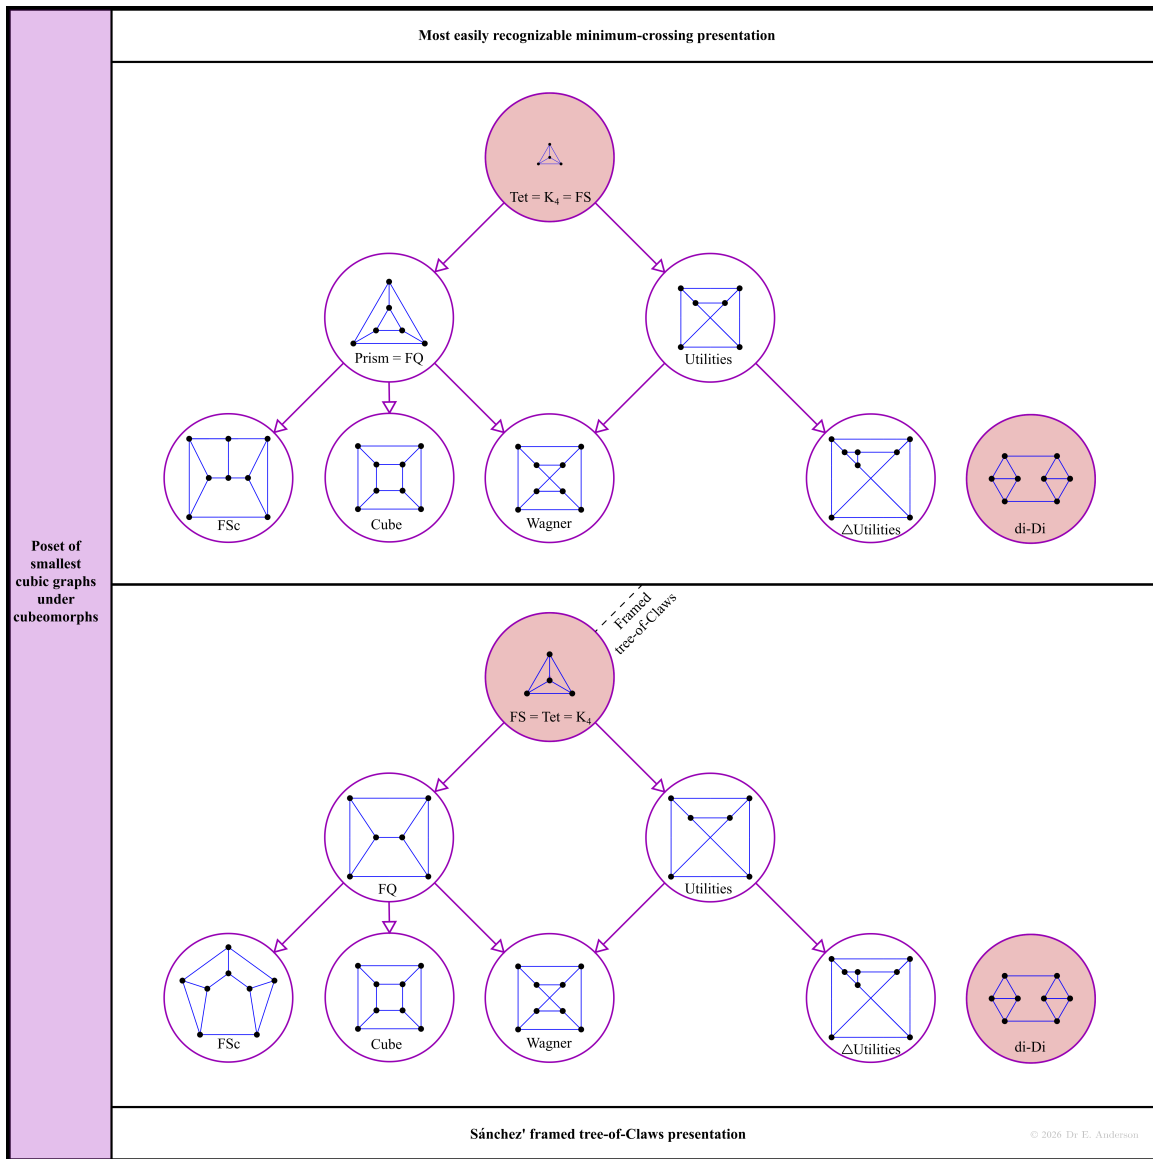 Most easily recognizable minimum-crossing presentation
Poset of
smallest
cubic graphs
under
cubeomorphs
Tet = K₄ = FS
Prism = FQ
Utilities
FSc
Cube
Wagner
△Utilities
di-Di
Framed
tree-of-Claws
FS = Tet = K₄
FQ
Utilities
FSc
Cube
Wagner
△Utilities
di-Di
Sánchez' framed tree-of-Claws presentation
© 2026 Dr E. Anderson